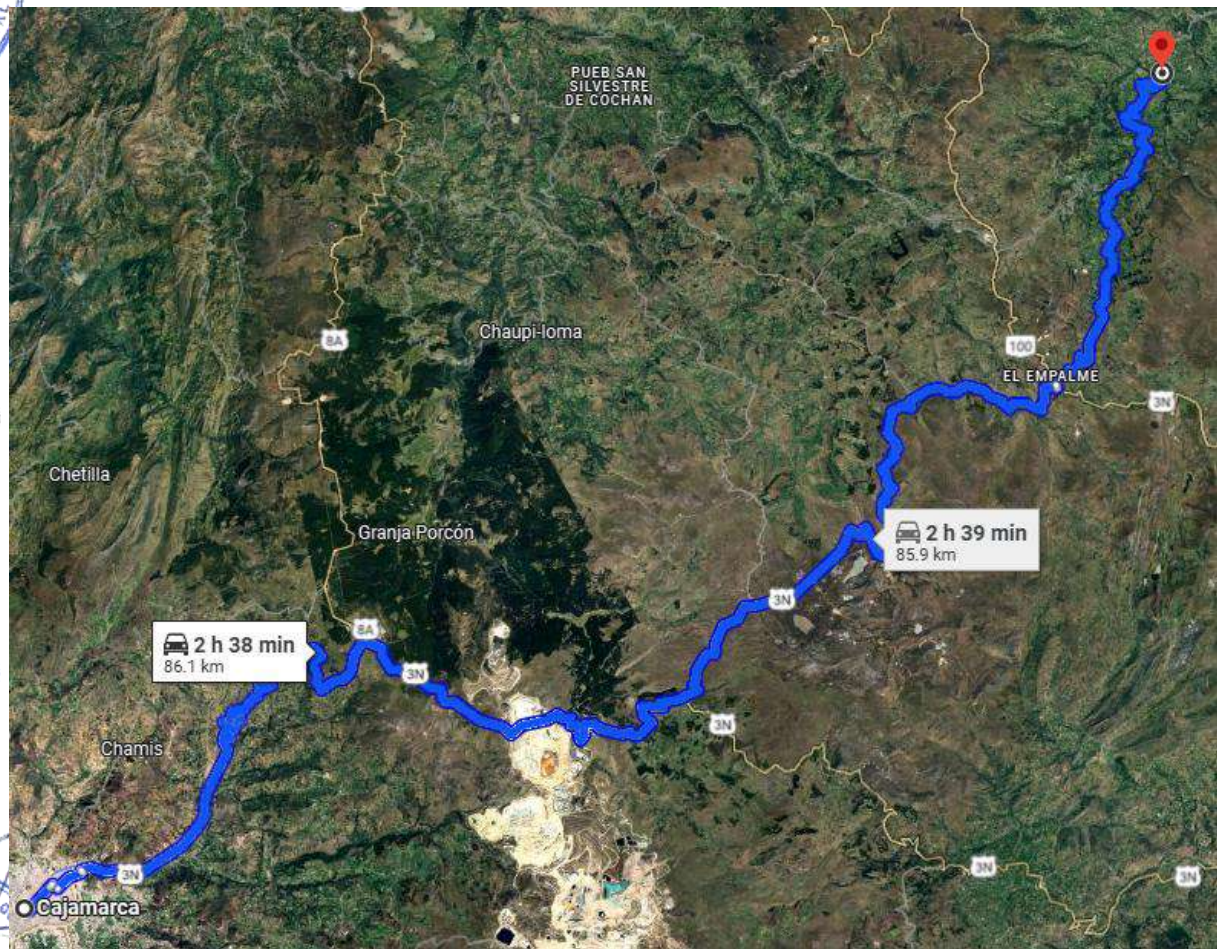 PUEB SAN
SILVESTRE
DE COCHAN
8A
Chaupi-loma
100
EL EMPALME
3N
Chetilla
Granja Porcón
2 h 39 min
85.9 km
3N
8A
2 h 38 min
86.1 km
3N
3N
Chamis
3N
3N
3N
Cajamarca